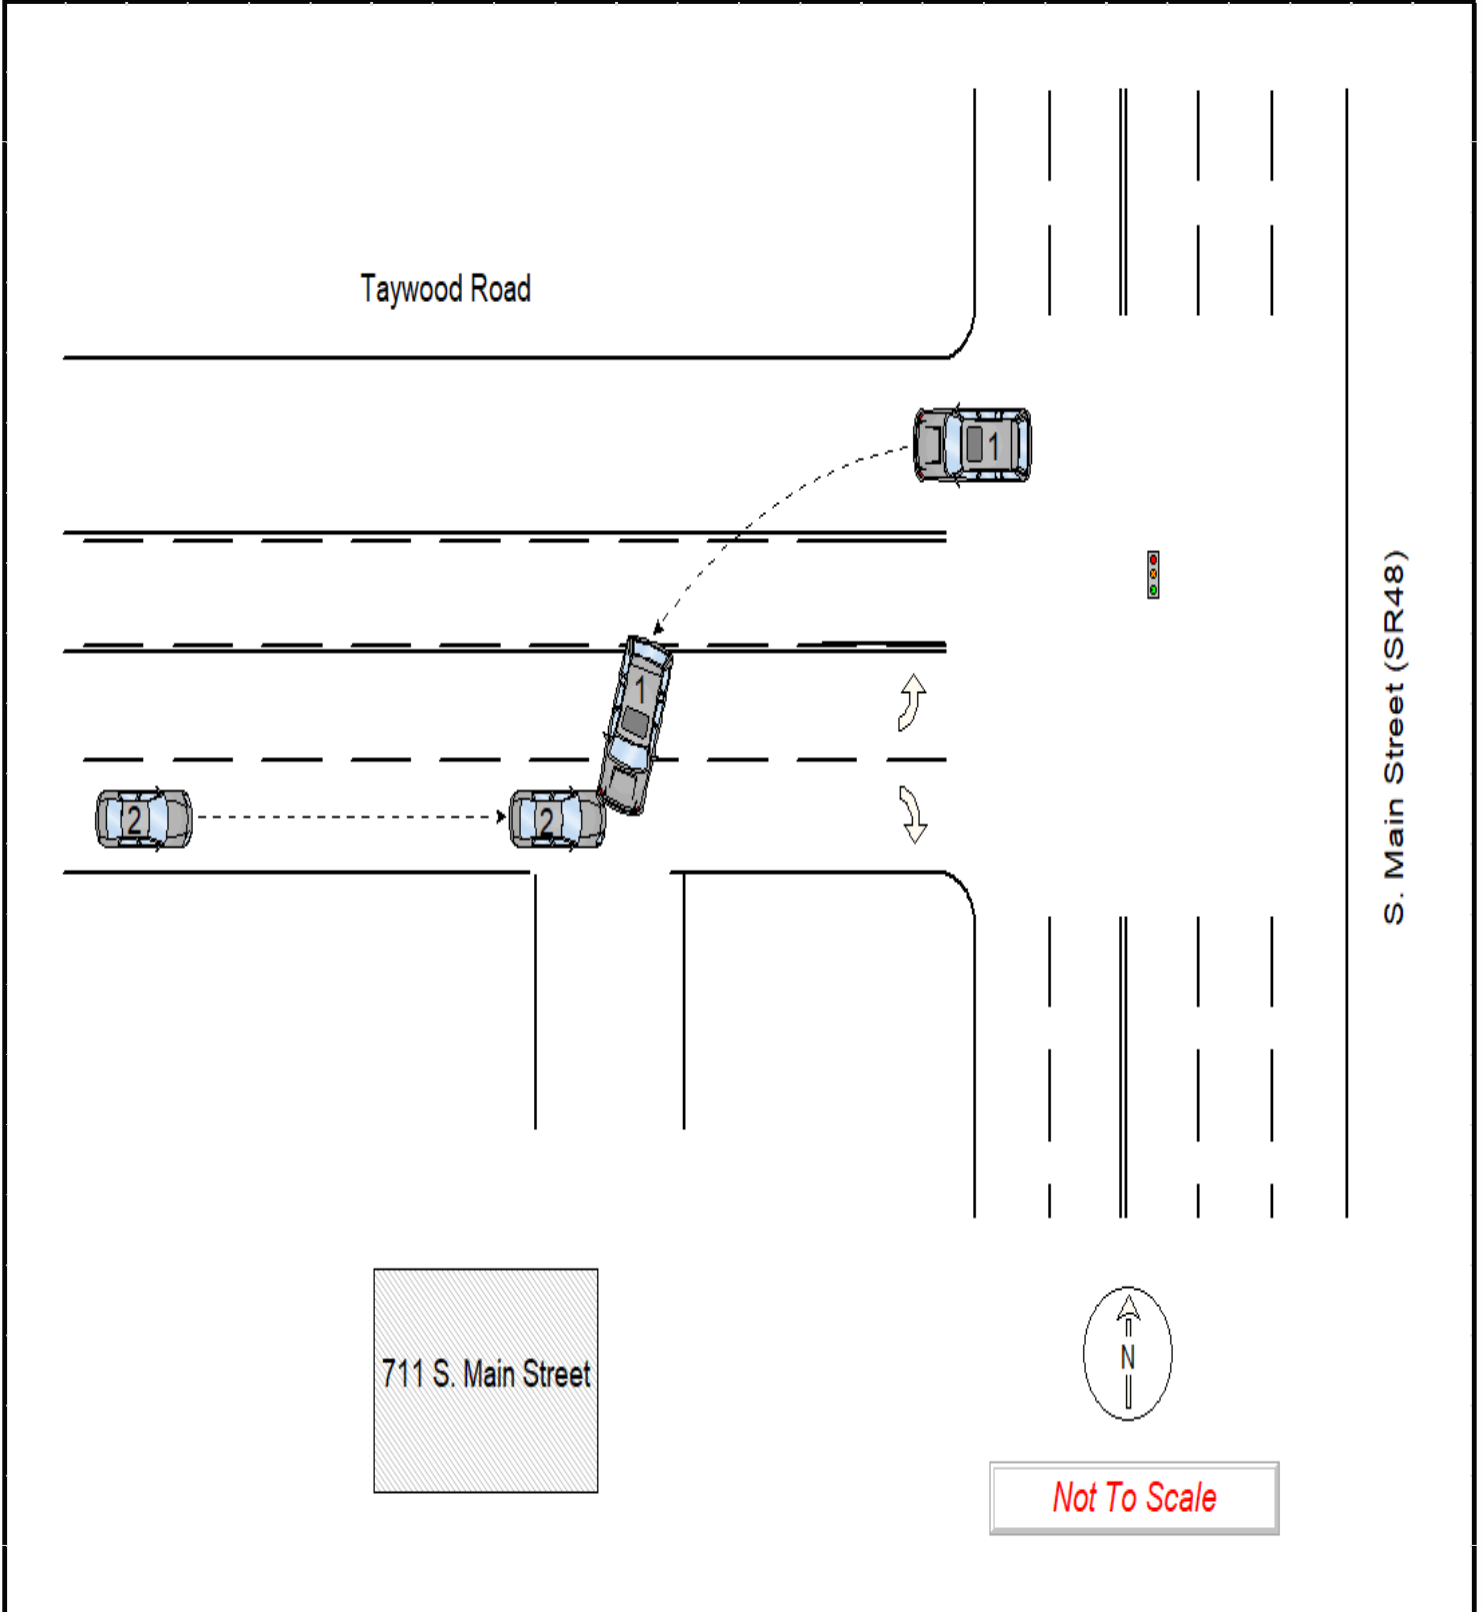 Taywood Road
1
S. Main Street (SR48)
1
2
2
711 S. Main Street
N
Not To Scale